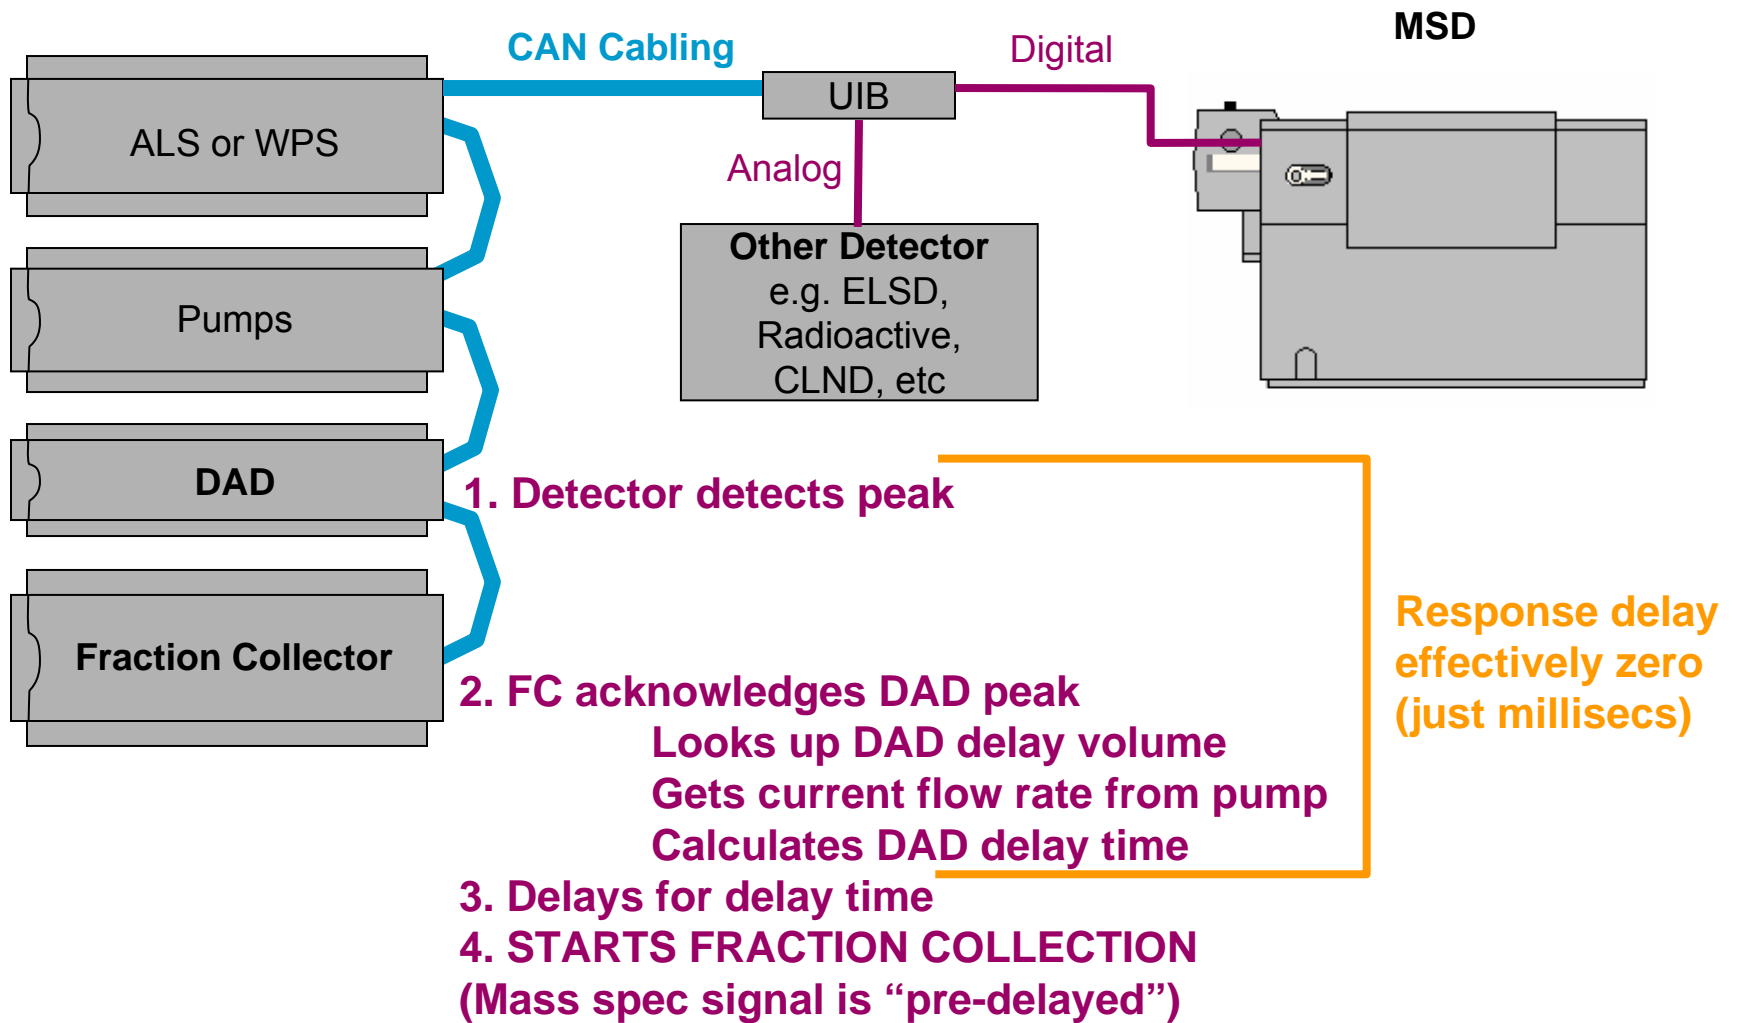 MSD
CAN Cabling
Digital
UIB
ALS or WPS
Analog
Other Detector
e.g. ELSD,
Radioactive,
CLND, etc
Pumps
DAD
1. Detector detects peak
Fraction Collector
Response delay
effectively zero
(just millisecs)
2. FC acknowledges DAD peak
Looks up DAD delay volume
Gets current flow rate from pump
Calculates DAD delay time
3. Delays for delay time
4. STARTS FRACTION COLLECTION
(Mass spec signal is “pre-delayed”)